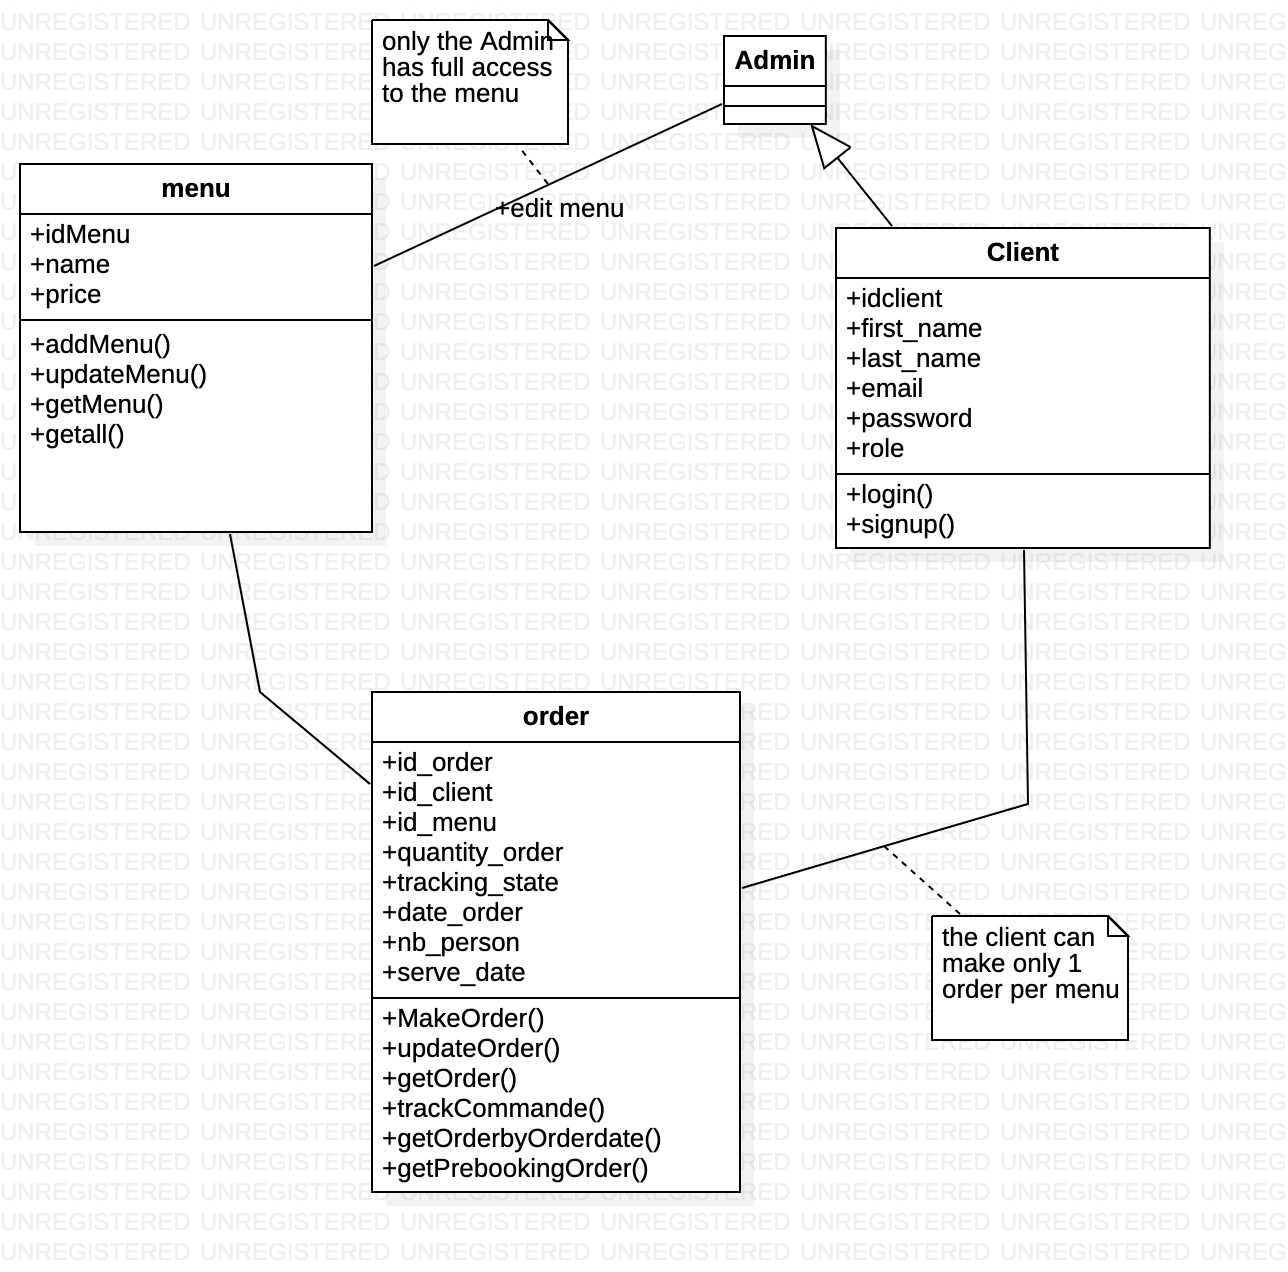 only the Admin
has full access
to the menu
Admin
menu
+idMenu
+name
+price
+addMenu()
+updateMenu()
+getMenu()
+getall()
+edit menu
Client
+idclient
+first_name
+last_name
+email
+password
+role
+login()
+signup()
order
+id_order
+id_client
+id_menu
+quantity_order
+tracking_state
+date_order
+nb_person
+serve_date
+MakeOrder()
+updateOrder()
+getOrder()
+trackCommande()
+getOrderbyOrderdate()
+getPrebookingOrder()
the client can
make only 1
order per menu
UNREGISTERED